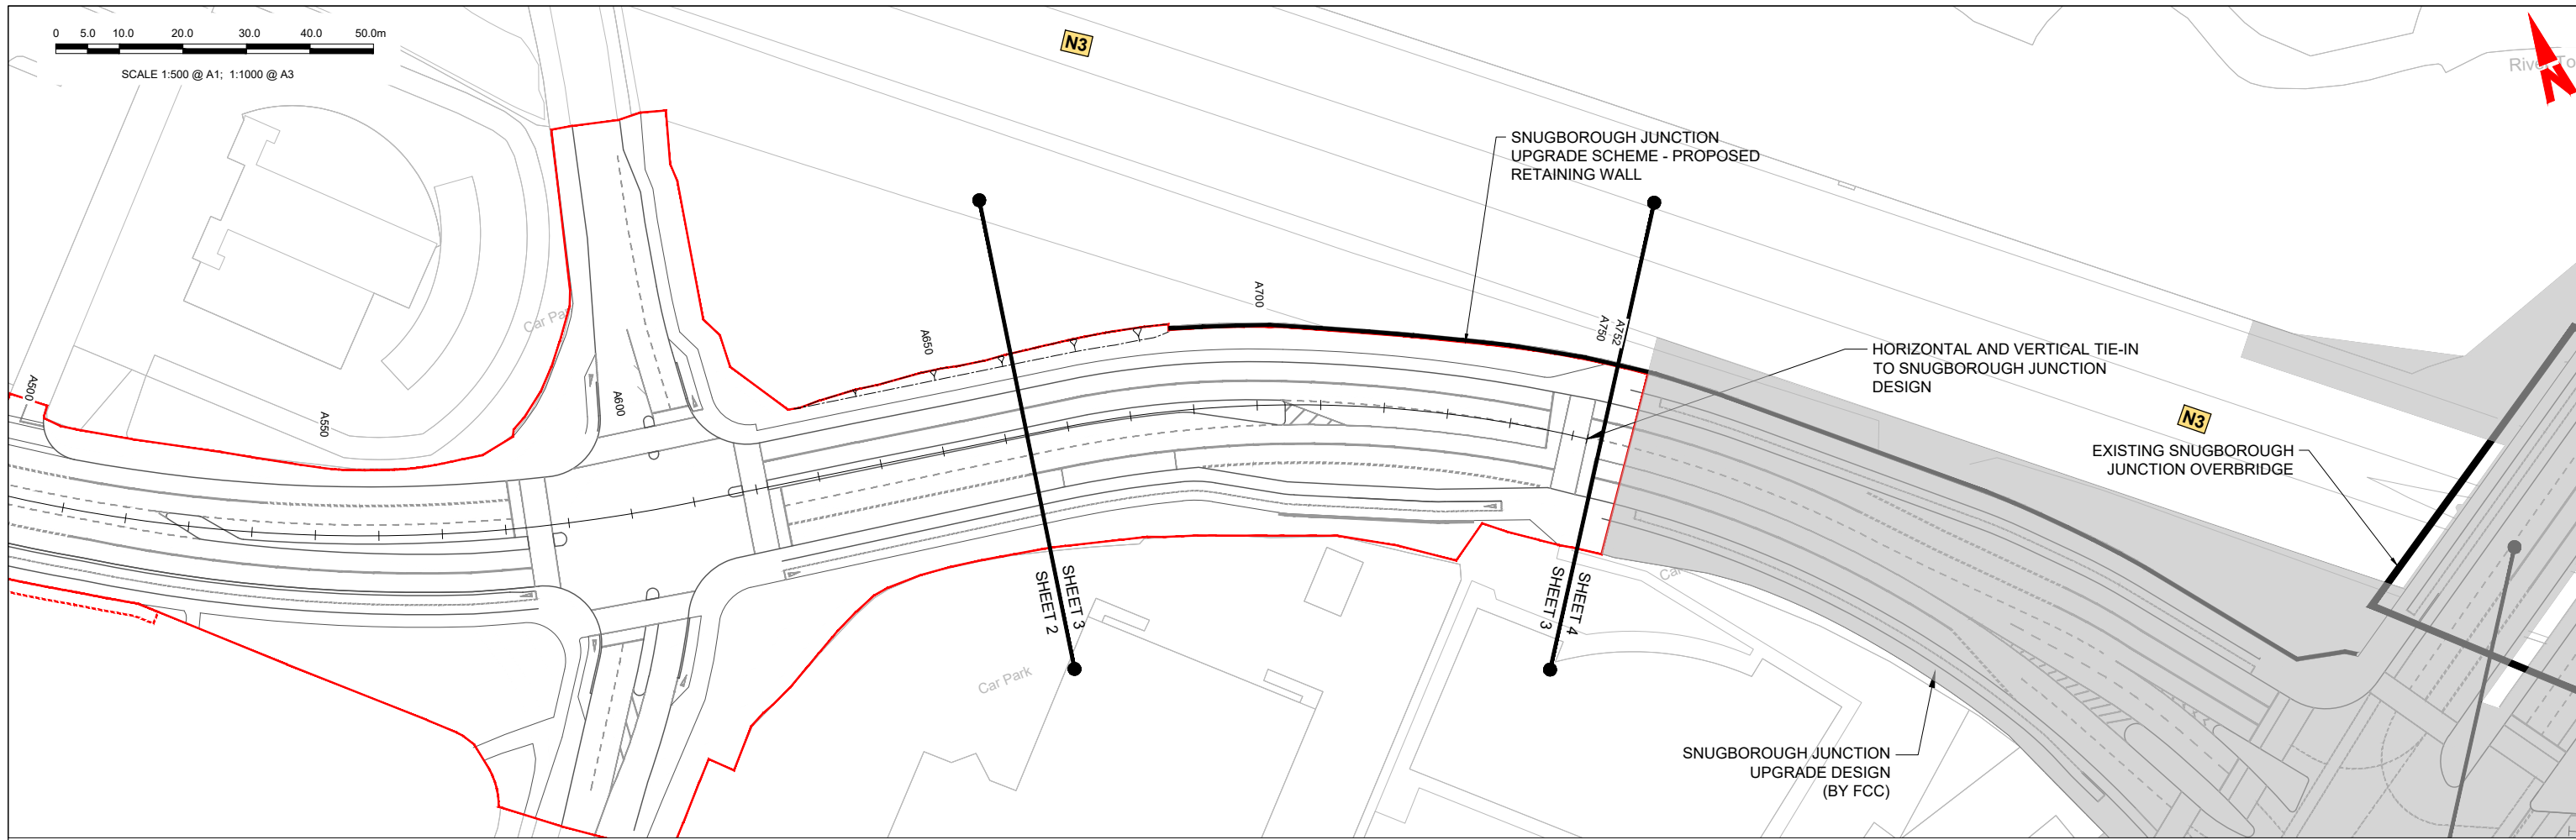 0 5.0 10.0 20.0 30.0 40.0 50.0m
SCALE 1:500 @ A1; 1:1000 @ A3
N3
N
SNUGBOROUGH JUNCTION
UPGRADE SCHEME - PROPOSED
RETAINING WALL
A500
A550
A600
A650
A700
A750
A752
Car
HORIZONTAL AND VERTICAL TIE-IN
TO SNUGBOROUGH JUNCTION
DESIGN
N3
EXISTING SNUGBOROUGH
JUNCTION OVERBRIDGE
SHEET 3
SHEET 2
SHEET 4
SHEET 3
Car Park
SNUGBOROUGH JUNCTION
UPGRADE DESIGN
(BY FCC)